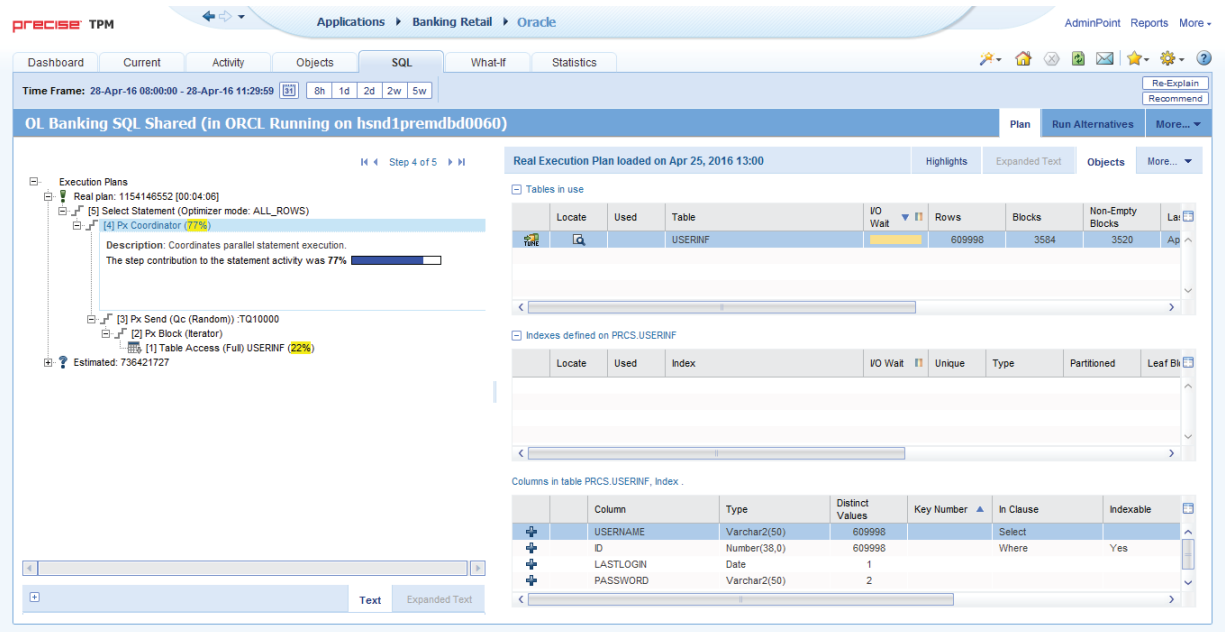 precise TPM
Applications Banking Retail Oracle
AdminPoint Reports More
Dashboard Current Activity Objects SQL What-If Statistics
Time Frame: 28-Apr-16 08:00:00 - 28-Apr-16 11:29:59 31 8h 1d 2d 2w 5w
Re-Explain
Recommend
OL Banking SQL Shared (in ORCL Running on hsnd1premdbd0060)
Plan Run Alternatives More...
Step 4 of 5
Execution Plans
Real plan: 1154146552 [00:04:06]
[5] Select Statement (Optimizer mode: ALL_ROWS)
[4] Px Coordinator (77%)
Description: Coordinates parallel statement execution.
The step contribution to the statement activity was 77%
[3] Px Send (Qc (Random)) :TQ10000
[2] Px Block (Iterator)
[1] Table Access (Full) USERINF (22%)
Estimated: 736421727
Text Expanded Text
Real Execution Plan loaded on Apr 25, 2016 13:00
Highlights Expanded Text Objects More...
Tables in use
Locate Used Table I/O Wait Rows Blocks Non-Empty Blocks Las
TUNE USERINF 609998 3584 3520 Ap
Indexes defined on PRCS.USERINF
Locate Used Index I/O Wait Unique Type Partitioned Leaf Blo
Columns in table PRCS.USERINF, Index .
Column Type Distinct Values Key Number In Clause Indexable
USERNAME Varchar2(50) 609998 Select
ID Number(38,0) 609998 Where Yes
LASTLOGIN Date 1
PASSWORD Varchar2(50) 2